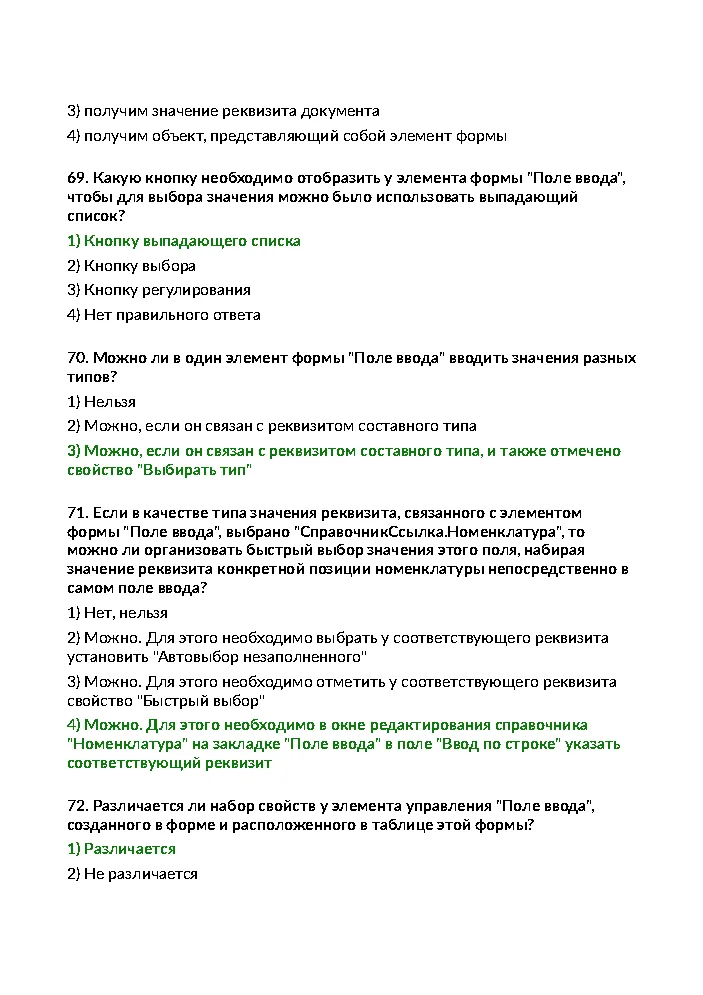 3) получим значение реквизита документа
4) получим объект, представляющий собой элемент формы
69. Какую кнопку необходимо отобразить у элемента формы "Поле ввода",
чтобы для выбора значения можно было использовать выпадающий
список?
1) Кнопку выпадающего списка
2) Кнопку выбора
3) Кнопку регулирования
4) Нет правильного ответа
70. Можно ли в один элемент формы "Поле ввода" вводить значения разных
типов?
1) Нельзя
2) Можно, если он связан с реквизитом составного типа
3) Можно, если он связан с реквизитом составного типа, и также отмечено
свойство "Выбирать тип"
71. Если в качестве типа значения реквизита, связанного с элементом
формы "Поле ввода", выбрано "СправочникСсылка.Номенклатура", то
можно ли организовать быстрый выбор значения этого поля, набирая
значение реквизита конкретной позиции номенклатуры непосредственно в
самом поле ввода?
1) Нет, нельзя
2) Можно. Для этого необходимо выбрать у соответствующего реквизита
установить "Автовыбор незаполненного"
3) Можно. Для этого необходимо отметить у соответствующего реквизита
свойство "Быстрый выбор"
4) Можно. Для этого необходимо в окне редактирования справочника
"Номенклатура" на закладке "Поле ввода" в поле "Ввод по строке" указать
соответствующий реквизит
72. Различается ли набор свойств у элемента управления "Поле ввода",
созданного в форме и расположенного в таблице этой формы?
1) Различается
2) Не различается